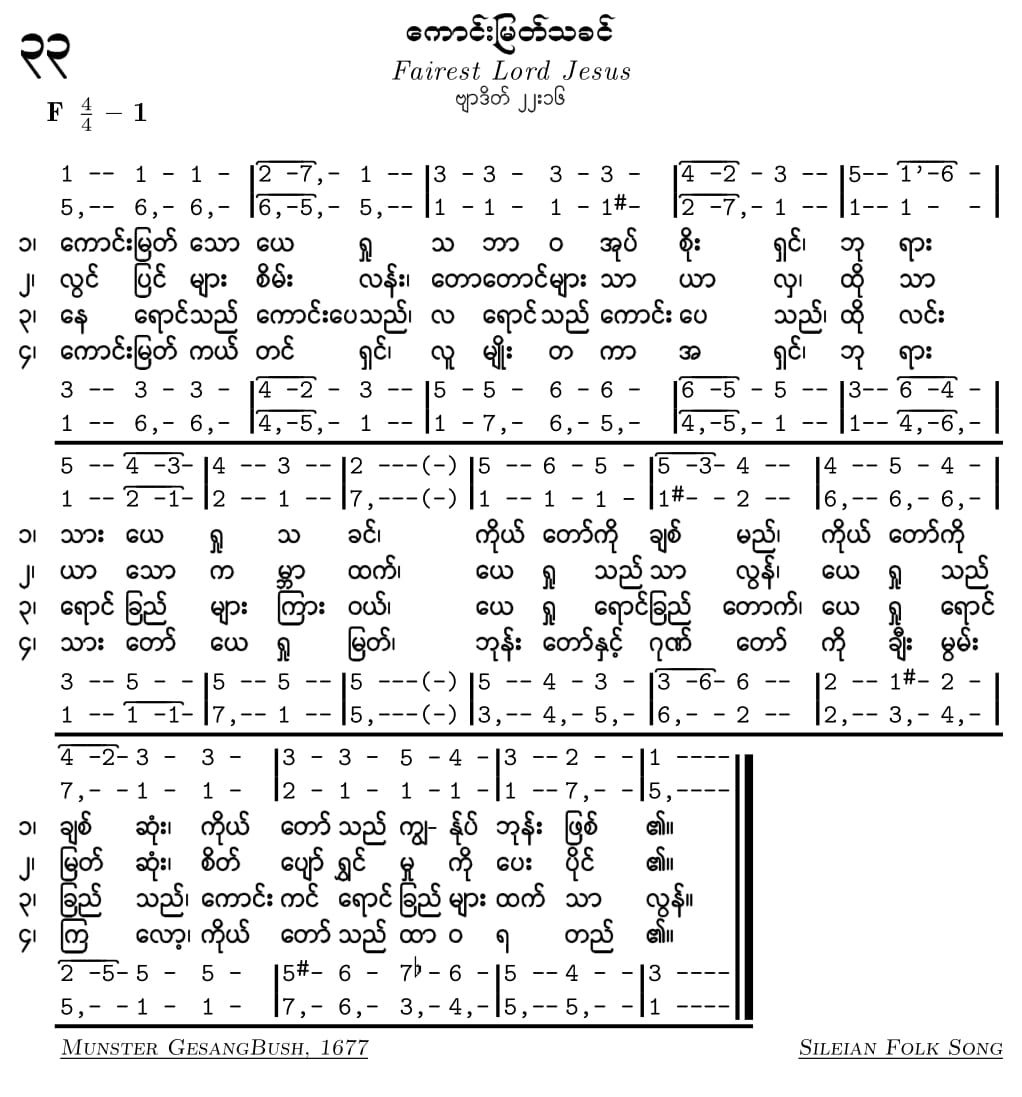 ၃၃
ကောင်းမြတ်သခင်
Fairest Lord Jesus
ဗျာဒိတ် ၂၂း၁၆
F 4/4 – 1
1 -- 1 - 1 - |2 -7,- 1 -- |3 - 3 - 3 - 3 - |4 -2 - 3 -- |5-- 1’-6 - |
5,-- 6,- 6,- |6,-5,- 5,-- |1 - 1 - 1 - 1#- |2 -7,- 1 -- |1-- 1 - - |
၁၊ ကောင်းမြတ် သော ယေ ရှု သ ဘာ ဝ အုပ် စိုး ရှင်၊ ဘု ရား
၂၊ လွင် ပြင် များ စိမ်း လန်း၊ တောတောင်များ သာ ယာ လှ၊ ထို သာ
၃၊ နေ ရောင်သည် ကောင်းပေသည်၊ လ ရောင်သည် ကောင်း ပေ သည်၊ ထို လင်း
၄၊ ကောင်းမြတ် ကယ် တင် ရှင်၊ လူ မျိုး တ ကာ အ ရှင်၊ ဘု ရား
3 -- 3 - 3 - |4 -2 - 3 -- |5 - 5 - 6 - 6 - |6 -5 - 5 -- |3-- 6 -4 - |
1 -- 6,- 6,- |4,-5,- 1 -- |1 - 7,- 6,- 5,- |4,-5,- 1 -- |1-- 4,-6,- |
5 -- 4 -3- |4 -- 3 -- |2 ---(-) |5 -- 6 - 5 - |5 -3- 4 -- |4 -- 5 - 4 - |
1 -- 2 -1- |2 -- 1 -- |7,---(-) |1 -- 1 - 1 - |1#- - 2 -- |6,-- 6,- 6,- |
၁၊ သား ယေ ရှု သ ခင်၊ ကိုယ် တော်ကို ချစ် မည်၊ ကိုယ် တော်ကို
၂၊ ယာ သော က မ္ဘာ ထက်၊ ယေ ရှု သည် သာ လွန်၊ ယေ ရှု သည်
၃၊ ရောင် ခြည် များ ကြား ဝယ်၊ ယေ ရှု ရောင်ခြည် တောက်၊ ယေ ရှု ရောင်
၄၊ သား တော် ယေ ရှု မြတ်၊ ဘုန်း တော်နှင့် ဂုဏ် တော် ကို ချီး မွမ်း
3 -- 5 - - |5 -- 5 -- |5 ---(-) |5 -- 4 - 3 - |3 -6- 6 -- |2 -- 1#- 2 - |
1 -- 1 -1- |7,-- 1 -- |5,---(-) |3,-- 4,- 5,- |6,- - 2 -- |2,-- 3,- 4,- |
4 -2- 3 - 3 - |3 - 3 - 5 - 4 - |3 -- 2 - - |1 ----
7,- - 1 - 1 - |2 - 1 - 1 - 1 - |1 -- 7,- - |5,----
၁၊ ချစ် ဆုံး၊ ကိုယ် တော် သည် ကျွ- န်ုပ် ဘုန်း ဖြစ် ၏။
၂၊ မြတ် ဆုံး၊ စိတ် ပျော် ရွှင် မှု ကို ပေး ပိုင် ၏။
၃၊ ခြည် သည်၊ ကောင်း ကင် ရောင် ခြည် များ ထက် သာ လွန်။
၄၊ ကြ လော့၊ ကိုယ် တော် သည် ထာ ဝ ရ တည် ၏။
2 -5- 5 - 5 - |5#- 6 - 7♭- 6 - |5 -- 4 - - |3 ----
5,- - 1 - 1 - |7,- 6,- 3,- 4,- |5,-- 5,- - |1 ----
Munster GesangBush, 1677
Sileian Folk Song